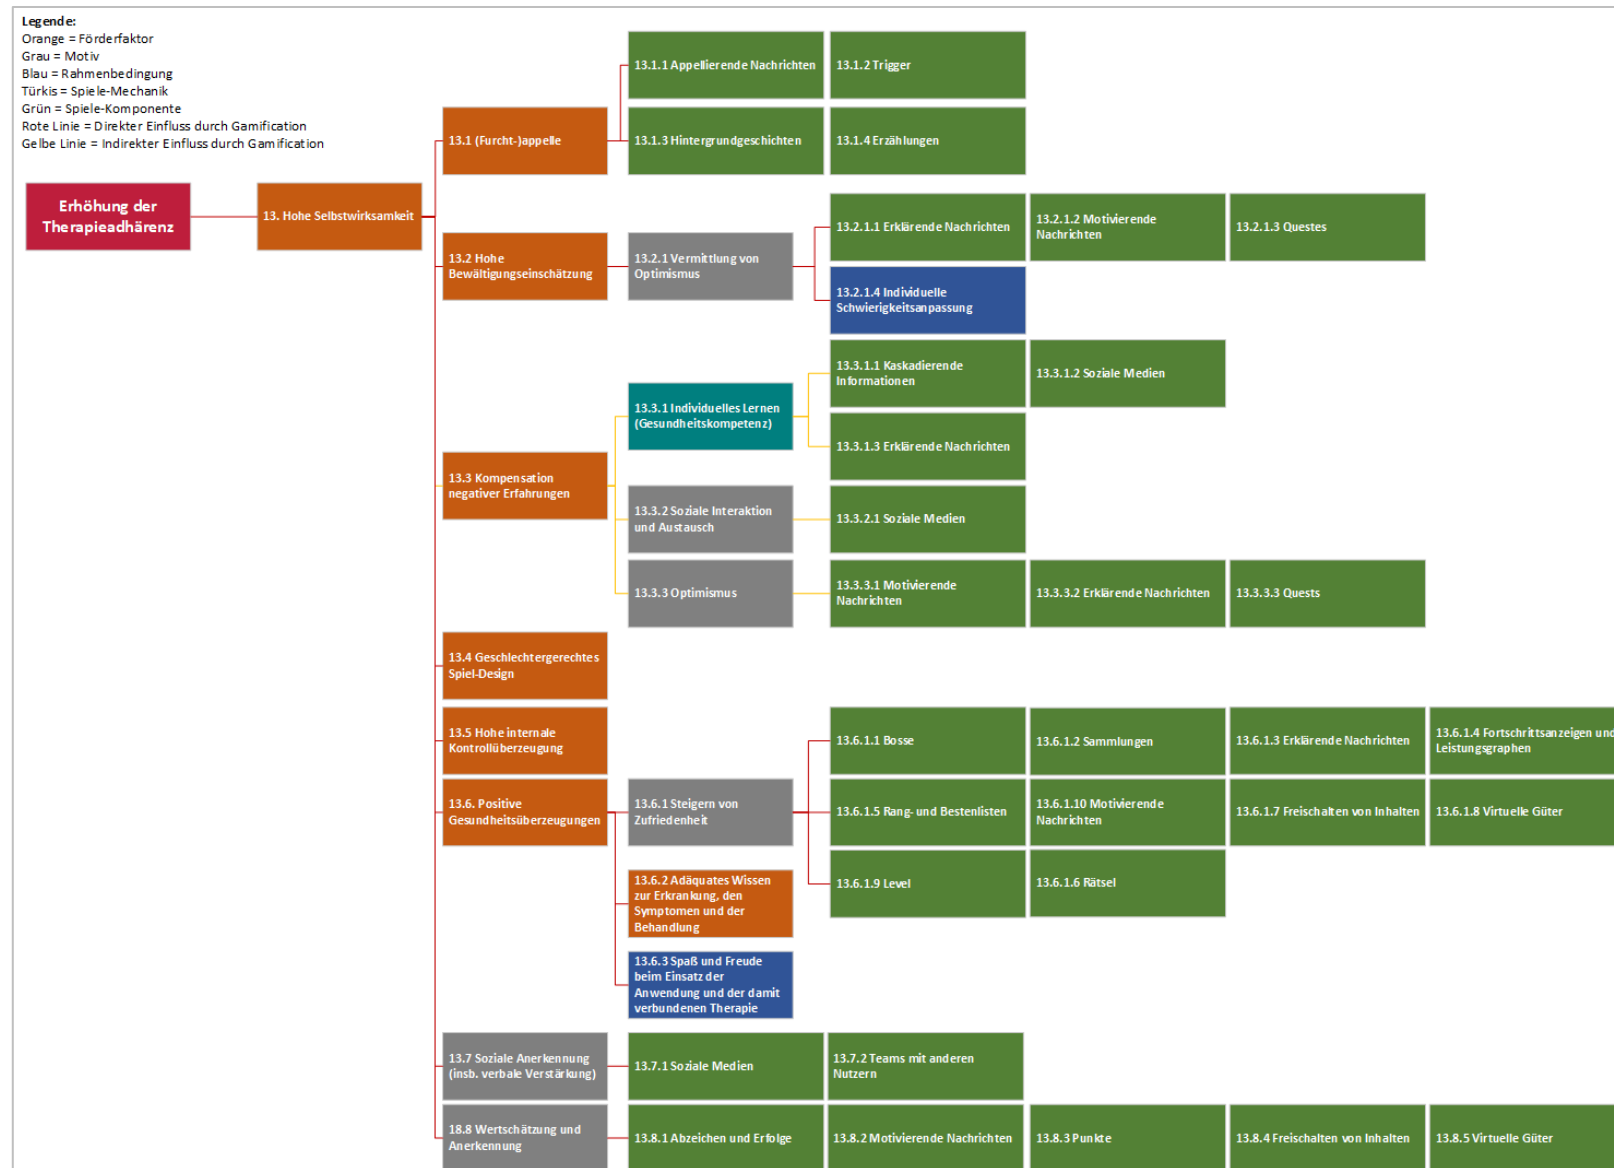 Legende:
Orange = Förderfaktor
Grau = Motiv
Blau = Rahmenbedingung
Türkis = Spiele-Mechanik
Grün = Spiele-Komponente
Rote Linie = Direkter Einfluss durch Gamification
Gelbe Linie = Indirekter Einfluss durch Gamification
Erhöhung der
Therapieadhärenz
13. Hohe Selbstwirksamkeit
13.1 (Furcht-)appelle
13.1.1 Appellierende Nachrichten
13.1.2 Trigger
13.1.3 Hintergrundgeschichten
13.1.4 Erzählungen
13.2 Hohe
Bewältigungseinschätzung
13.2.1 Vermittlung von
Optimismus
13.2.1.1 Erklärende Nachrichten
13.2.1.2 Motivierende
Nachrichten
13.2.1.3 Questes
13.2.1.4 Individuelle
Schwierigkeitsanpassung
13.3 Kompensation
negativer Erfahrungen
13.3.1 Individuelles Lernen
(Gesundheitskompetenz)
13.3.1.1 Kaskadierende
Informationen
13.3.1.2 Soziale Medien
13.3.1.3 Erklärende Nachrichten
13.3.2 Soziale Interaktion
und Austausch
13.3.2.1 Soziale Medien
13.3.3 Optimismus
13.3.3.1 Motivierende
Nachrichten
13.3.3.2 Erklärende Nachrichten
13.3.3.3 Quests
13.4 Geschlechtergerechtes
Spiel-Design
13.5 Hohe internale
Kontrollüberzeugung
13.6. Positive
Gesundheitsüberzeugungen
13.6.1 Steigern von
Zufriedenheit
13.6.1.1 Bosse
13.6.1.2 Sammlungen
13.6.1.3 Erklärende Nachrichten
13.6.1.4 Fortschrittsanzeigen und
Leistungsgraphen
13.6.1.5 Rang- und Bestenlisten
13.6.1.10 Motivierende
Nachrichten
13.6.1.7 Freischalten von Inhalten
13.6.1.8 Virtuelle Güter
13.6.1.9 Level
13.6.1.6 Rätsel
13.6.2 Adäquates Wissen
zur Erkrankung, den
Symptomen und der
Behandlung
13.6.3 Spaß und Freude
beim Einsatz der
Anwendung und der damit
verbundenen Therapie
13.7 Soziale Anerkennung
(insb. verbale Verstärkung)
13.7.1 Soziale Medien
13.7.2 Teams mit anderen
Nutzern
18.8 Wertschätzung und
Anerkennung
13.8.1 Abzeichen und Erfolge
13.8.2 Motivierende Nachrichten
13.8.3 Punkte
13.8.4 Freischalten von Inhalten
13.8.5 Virtuelle Güter